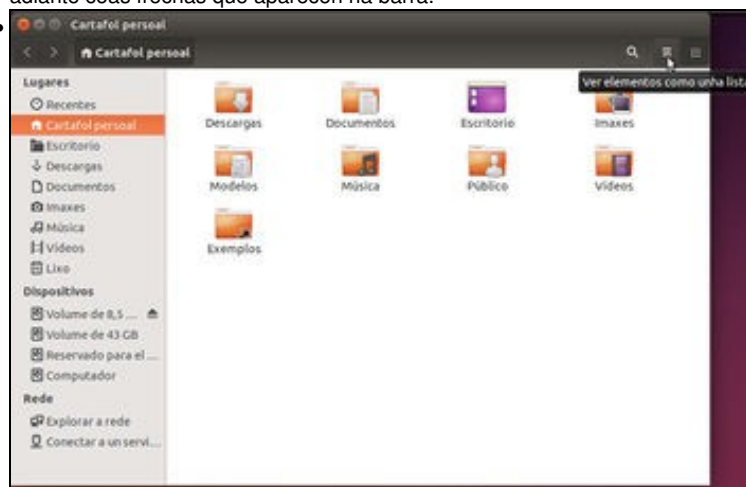 adiante coas frechas que aparecen na barra.
Cartafol persoal
Cartafol persoal
Ver elementos como unha lista
Lugares
Recentes
Cartafol persoal
Escritorio
Descargas
Documentos
Imaxes
Música
Vídeos
Lixo
Dispositivos
Volume de 8,5 ...
Volume de 43 GB
Reservado para el ...
Computador
Rede
Explorar a rede
Conectar a un servi...
Descargas
Documentos
Escritorio
Imaxes
Modelos
Música
Público
Vídeos
Exemplos